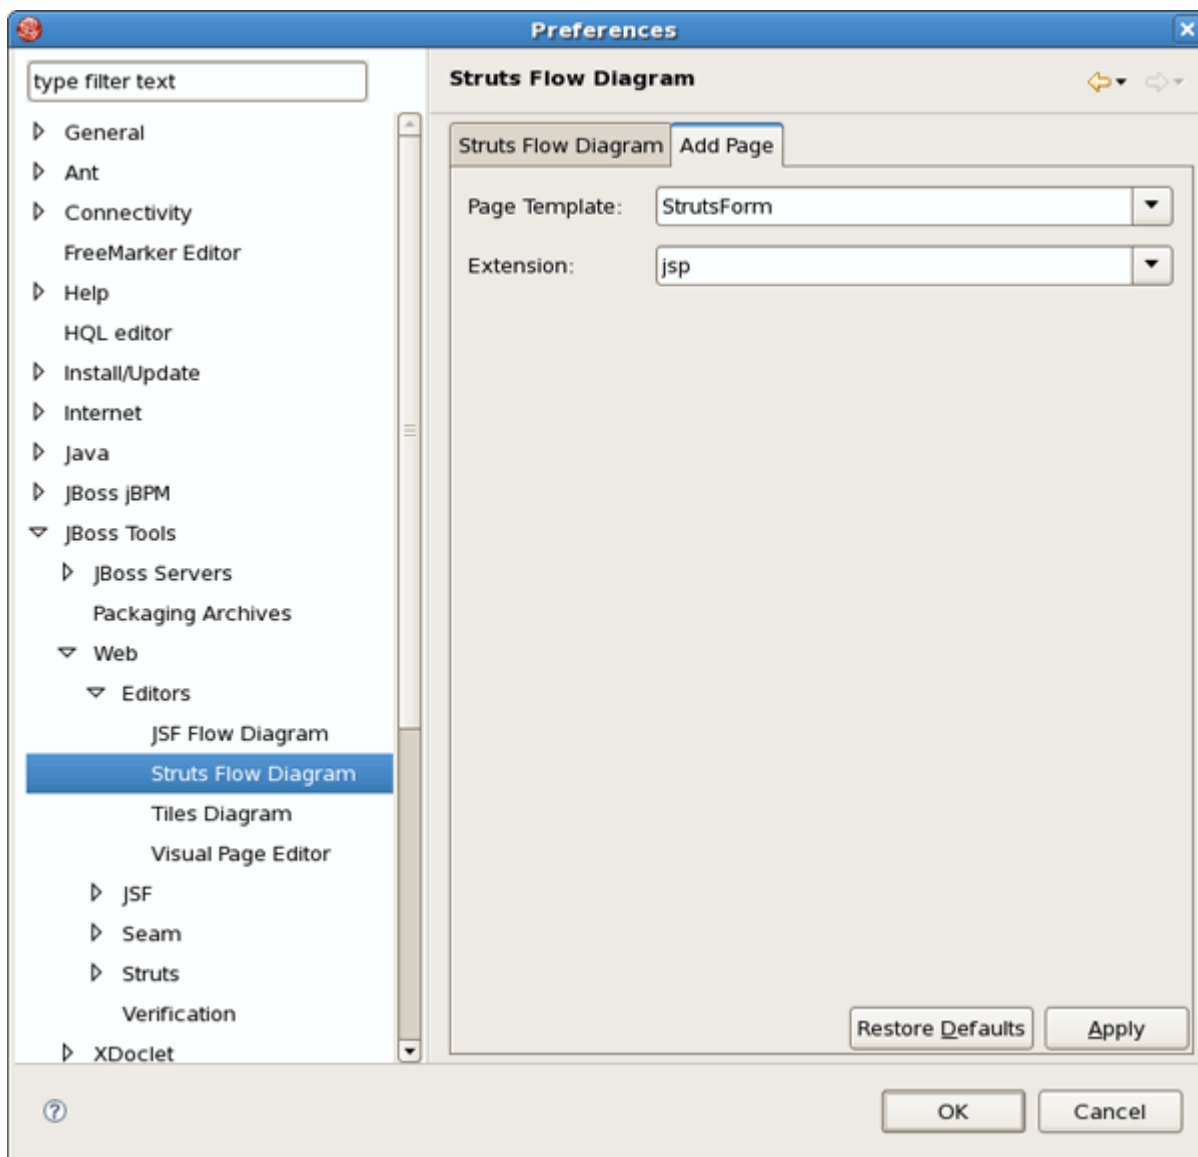 Preferences
type filter text
General
Ant
Connectivity
FreeMarker Editor
Help
HQL editor
Install/Update
Internet
Java
JBoss jBPM
JBoss Tools
JBoss Servers
Packaging Archives
Web
Editors
JSF Flow Diagram
Struts Flow Diagram
Tiles Diagram
Visual Page Editor
JSF
Seam
Struts
Verification
XDoclet
Struts Flow Diagram
Struts Flow Diagram Add Page
Page Template: StrutsForm
Extension: jsp
Restore Defaults Apply
OK Cancel